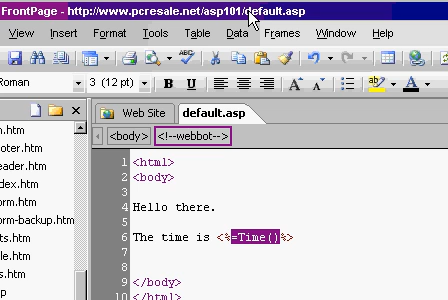 FrontPage - http://www.pcresale.net/asp101/default.asp
View Insert Format Tools Table Data Frames Window Help
Roman 3 (12 pt) B U A
Web Site default.asp
<body> <!--webbot-->
1 <html>
2 <body>
3
4 Hello there.
5
6 The time is <%=Time()%>
7
8
9 </body>
10 </html>
n.htm
oter.htm
eader.htm
dex.htm
orm.htm
orm-backup.htm
ts.htm
le.htm
s.htm
p